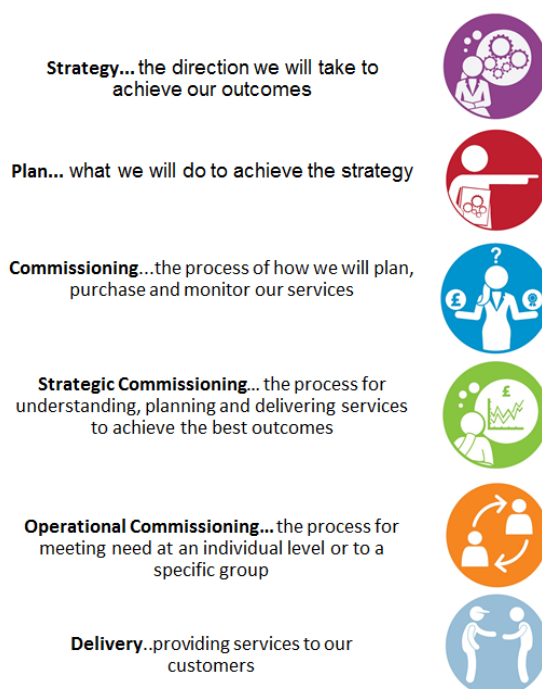 Strategy... the direction we will take to
achieve our outcomes
Plan... what we will do to achieve the strategy
Commissioning...the process of how we will plan,
purchase and monitor our services
?
£
Strategic Commissioning... the process for
understanding, planning and delivering services
to achieve the best outcomes
£
Operational Commissioning... the process for
meeting need at an individual level or to a
specific group
Delivery..providing services to our
customers